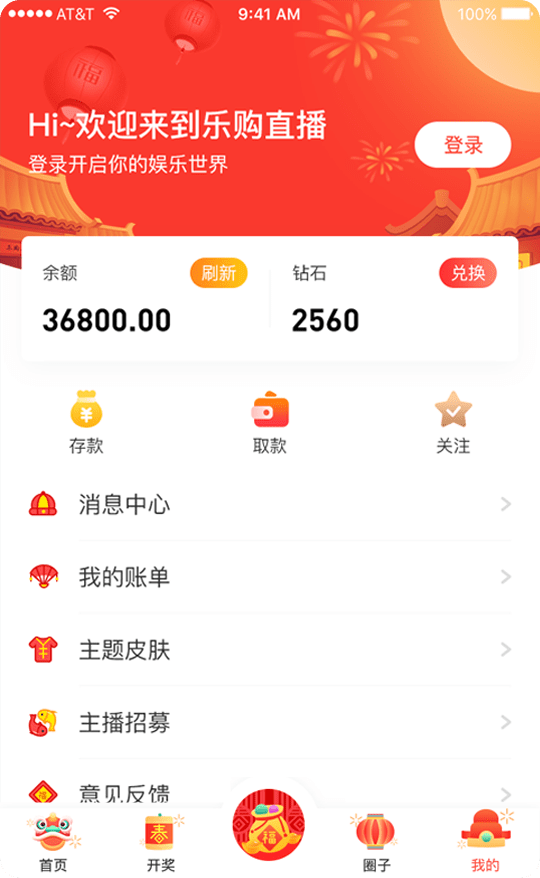 AT&T 9:41 AM 100%
福
福
Hi~欢迎来到乐购直播
登录开启你的娱乐世界
登录
余额 刷新 钻石 兑换
36800.00 2560
¥
存款 取款 关注
消息中心
我的账单
主题皮肤
主播招募
意见反馈
福
春
福
首页 开奖 圈子 我的